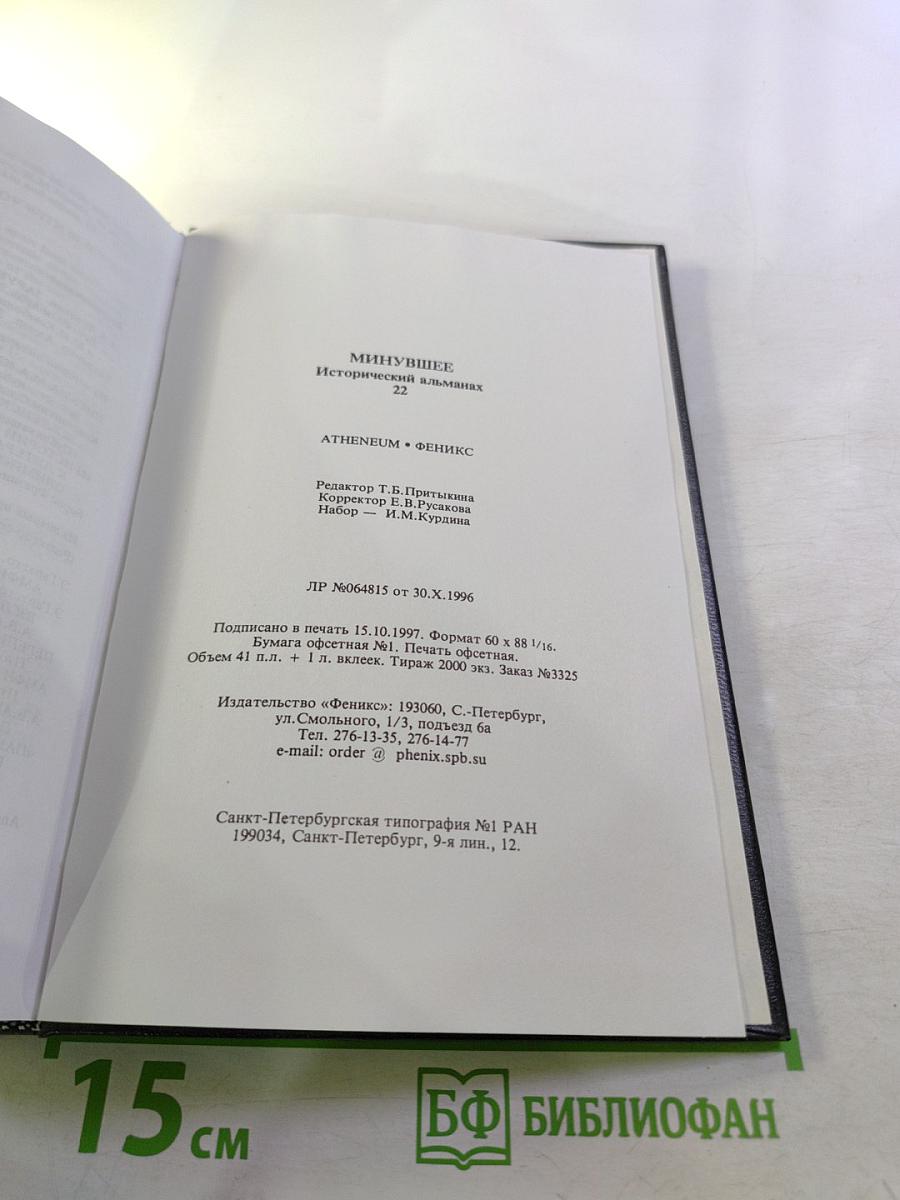 МИНУВШЕЕ
Исторический альманах
22
ATHENEUM • ФЕНИКС
Редактор Т.Б.Притыкина
Корректор Е.В.Русакова
Набор — И.М.Курдина
ЛР №064815 от 30.X.1996
Подписано в печать 15.10.1997. Формат 60 x 88 1/16.
Бумага офсетная №1. Печать офсетная.
Объем 41 п.л. + 1 л. вклеек. Тираж 2000 экз. Заказ №3325
Издательство «Феникс»: 193060, С.-Петербург,
ул.Смольного, 1/3, подъезд 6а
Тел. 276-13-35, 276-14-77
e-mail: order @ phenix.spb.su
Санкт-Петербургская типография №1 РАН
199034, Санкт-Петербург, 9-я лин., 12.
15 см
БФ БИБЛИОФАН